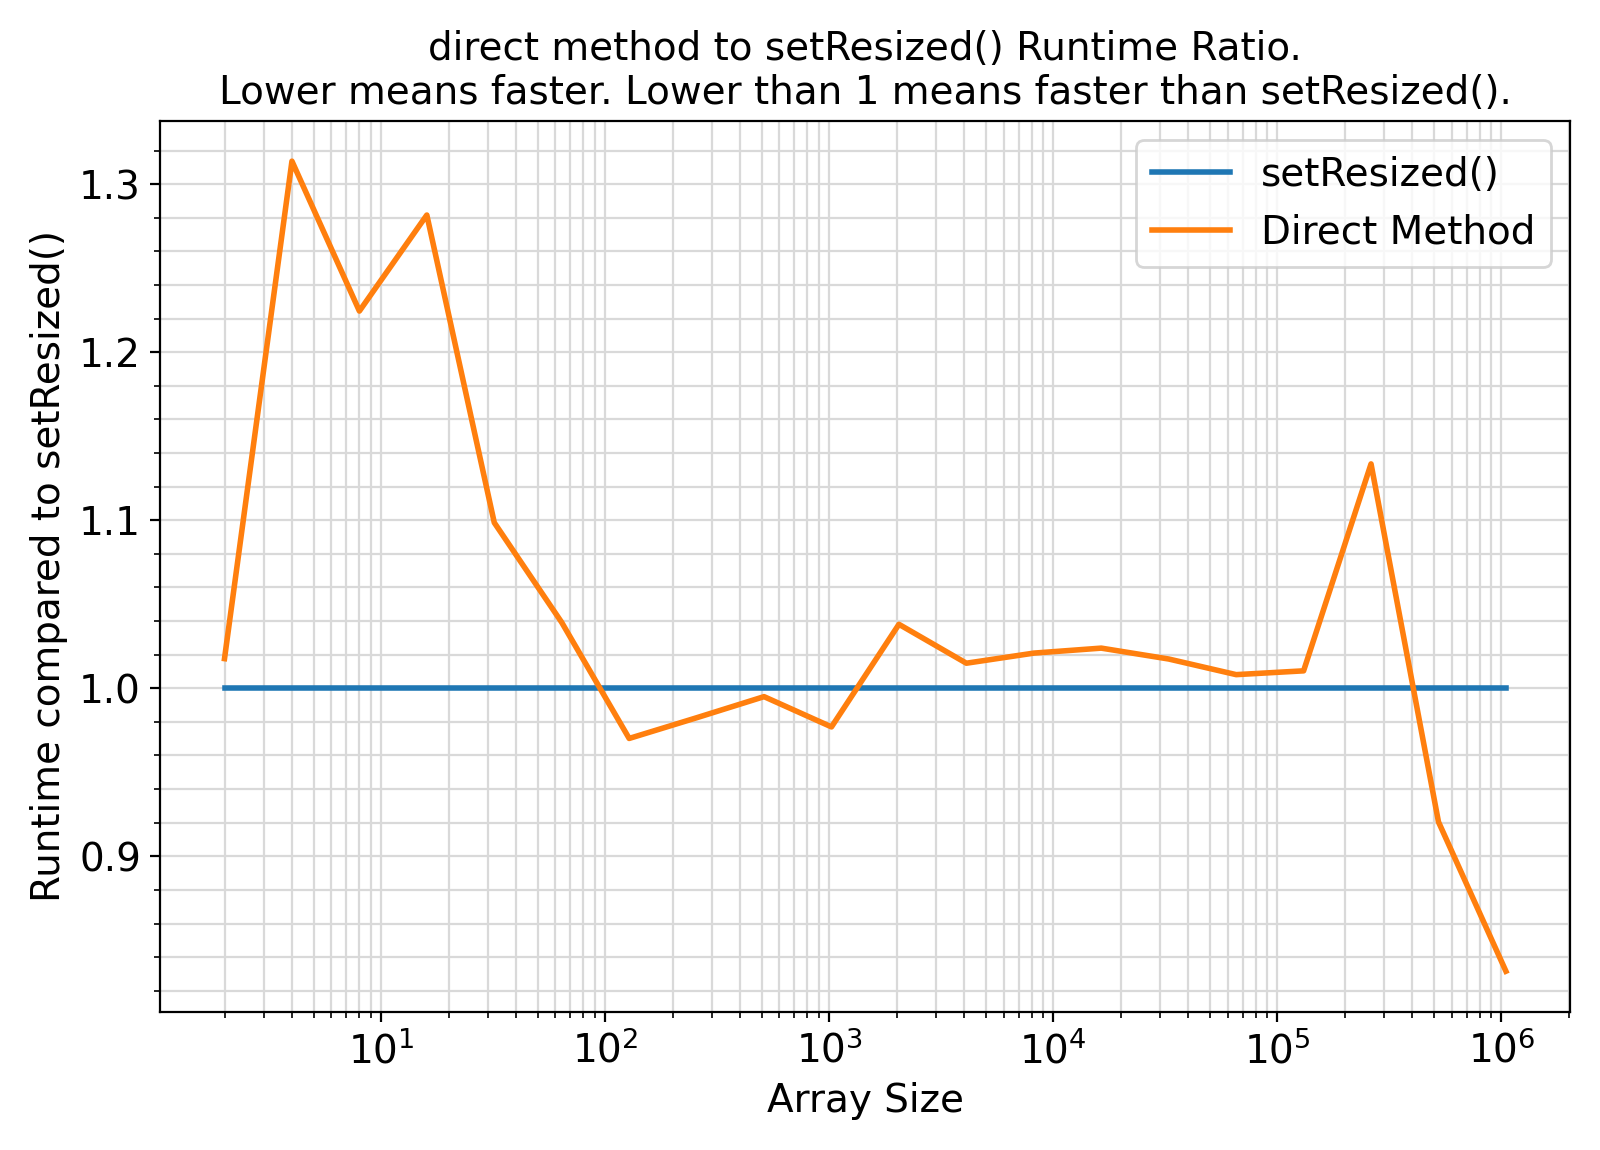 direct method to setResized() Runtime Ratio.
Lower means faster. Lower than 1 means faster than setResized().
setResized()
Direct Method
Runtime compared to setResized()
1.3
1.2
1.1
1.0
0.9
10¹
10²
10³
10⁴
10⁵
10⁶
Array Size